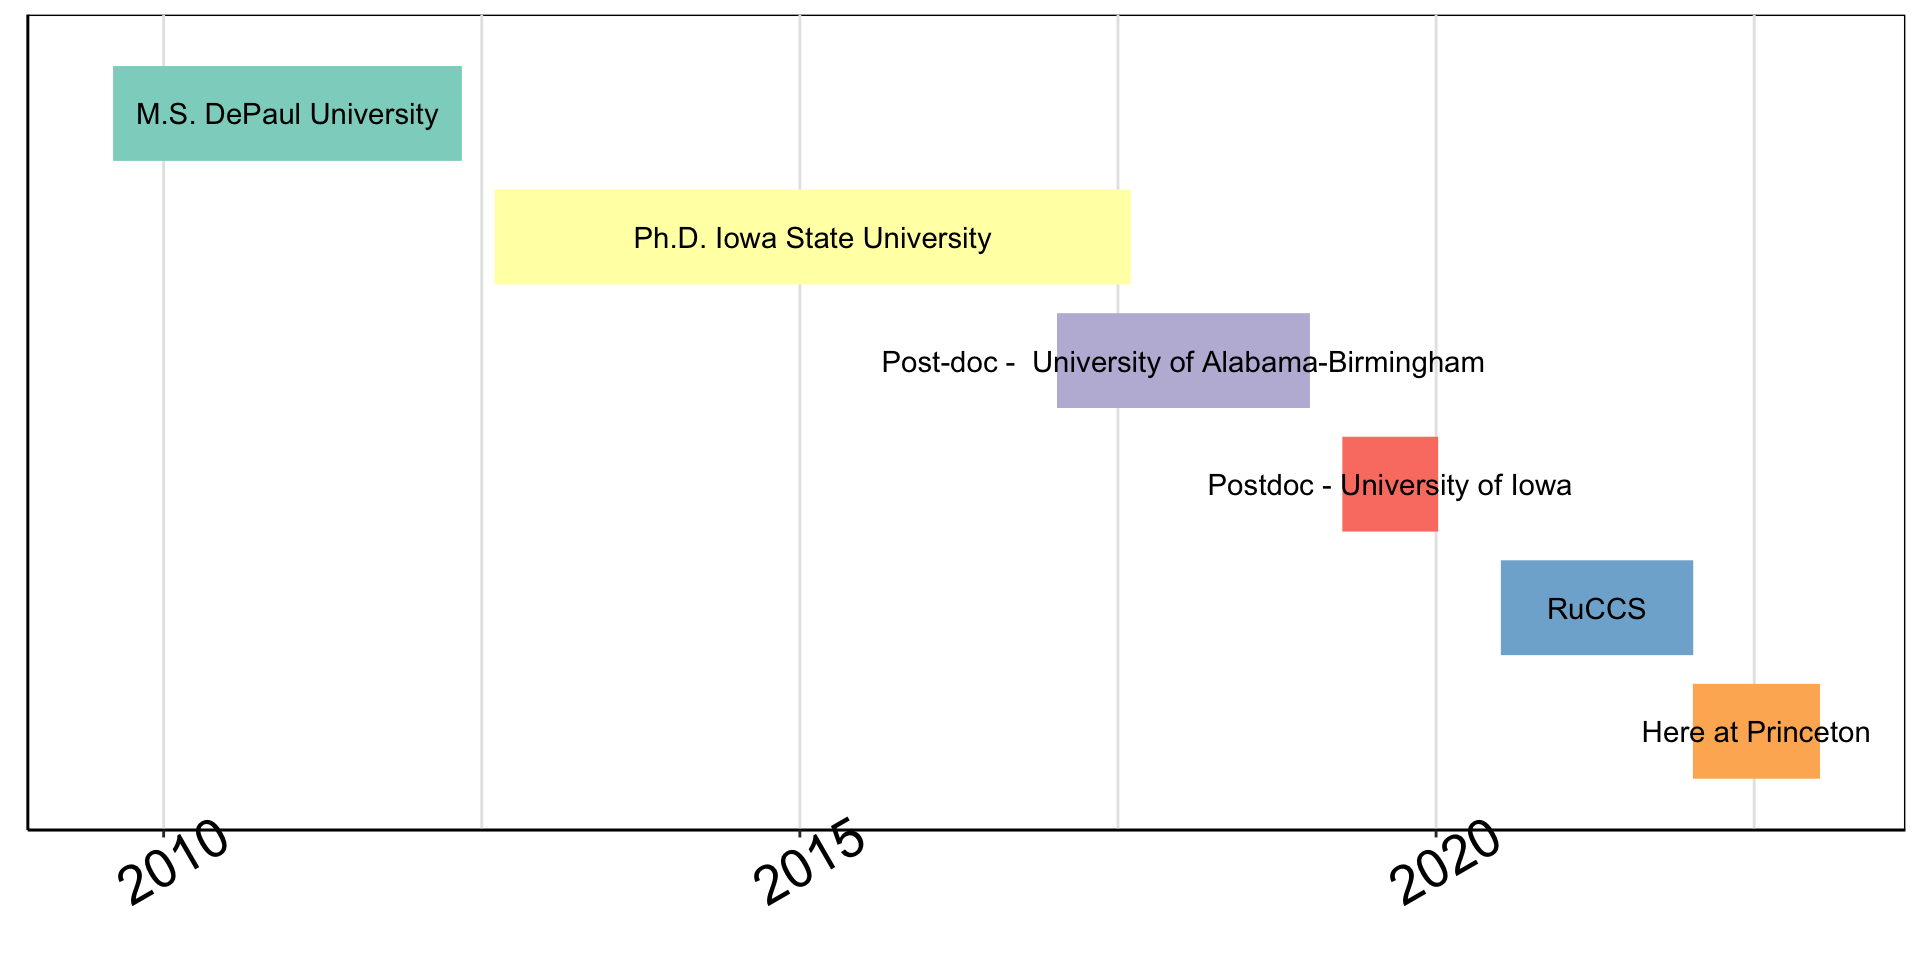 M.S. DePaul University
Ph.D. Iowa State University
Post-doc -  University of Alabama-Birmingham
Postdoc - University of Iowa
RuCCS
Here at Princeton
2010
2015
2020